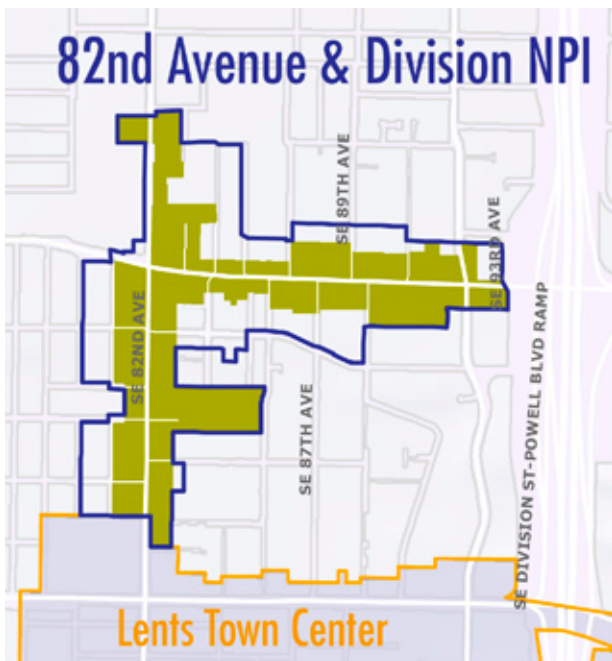 82nd Avenue & Division NPI
SE 89TH AVE
SE 93RD AVE
SE 82ND AVE
SE 87TH AVE
SE DIVISION ST-POWELL BLVD RAMP
Lents Town Center